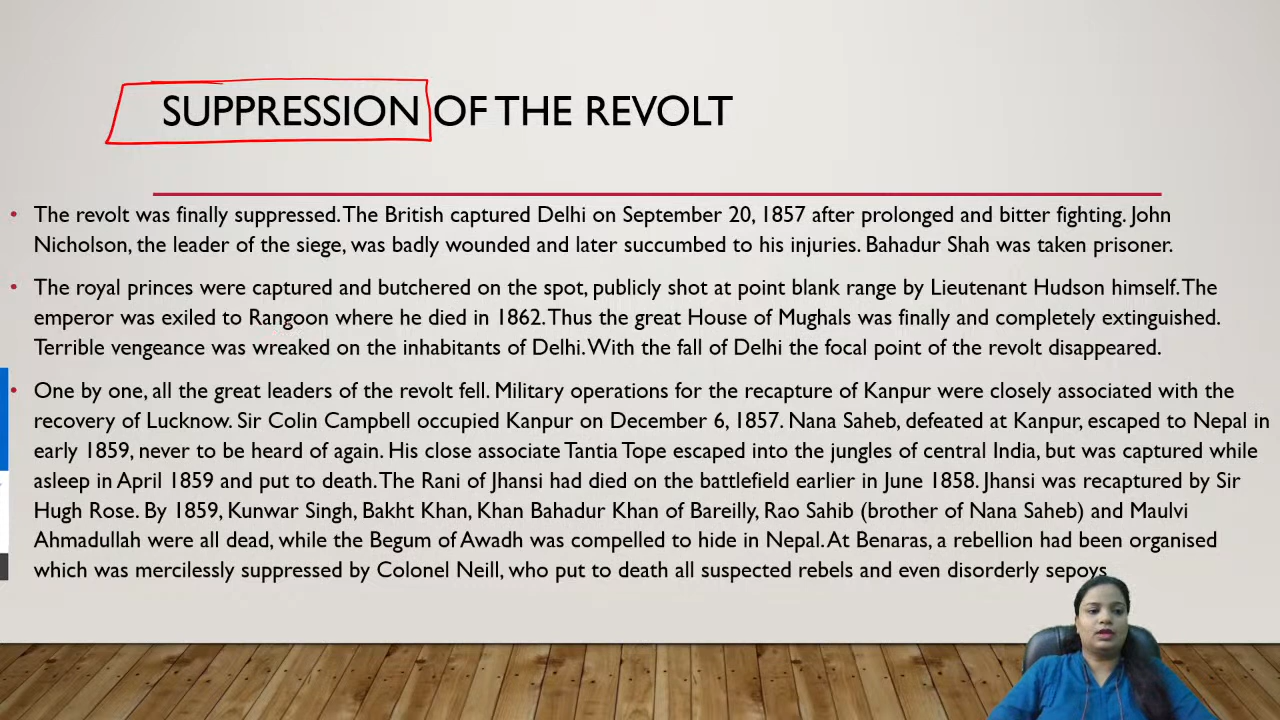 SUPPRESSION OF THE REVOLT
• The revolt was finally suppressed. The British captured Delhi on September 20, 1857 after prolonged and bitter fighting. John
Nicholson, the leader of the siege, was badly wounded and later succumbed to his injuries. Bahadur Shah was taken prisoner.
• The royal princes were captured and butchered on the spot, publicly shot at point blank range by Lieutenant Hudson himself. The
emperor was exiled to Rangoon where he died in 1862. Thus the great House of Mughals was finally and completely extinguished.
Terrible vengeance was wreaked on the inhabitants of Delhi. With the fall of Delhi the focal point of the revolt disappeared.
• One by one, all the great leaders of the revolt fell. Military operations for the recapture of Kanpur were closely associated with the
recovery of Lucknow. Sir Colin Campbell occupied Kanpur on December 6, 1857. Nana Saheb, defeated at Kanpur, escaped to Nepal in
early 1859, never to be heard of again. His close associate Tantia Tope escaped into the jungles of central India, but was captured while
asleep in April 1859 and put to death. The Rani of Jhansi had died on the battlefield earlier in June 1858. Jhansi was recaptured by Sir
Hugh Rose. By 1859, Kunwar Singh, Bakht Khan, Khan Bahadur Khan of Bareilly, Rao Sahib (brother of Nana Saheb) and Maulvi
Ahmadullah were all dead, while the Begum of Awadh was compelled to hide in Nepal. At Benaras, a rebellion had been organised
which was mercilessly suppressed by Colonel Neill, who put to death all suspected rebels and even disorderly sepoys